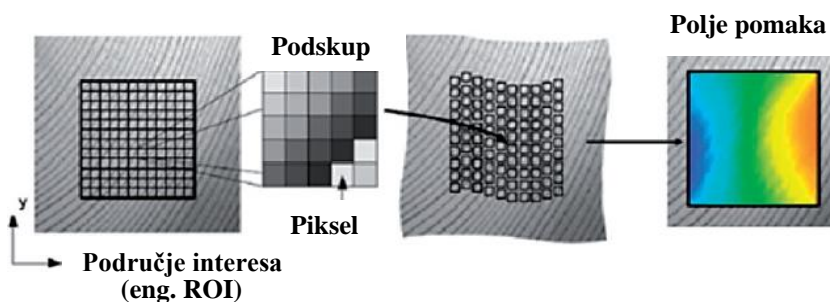 Podskup
Polje pomaka
y
Piksel
Područje interesa
(eng. ROI)